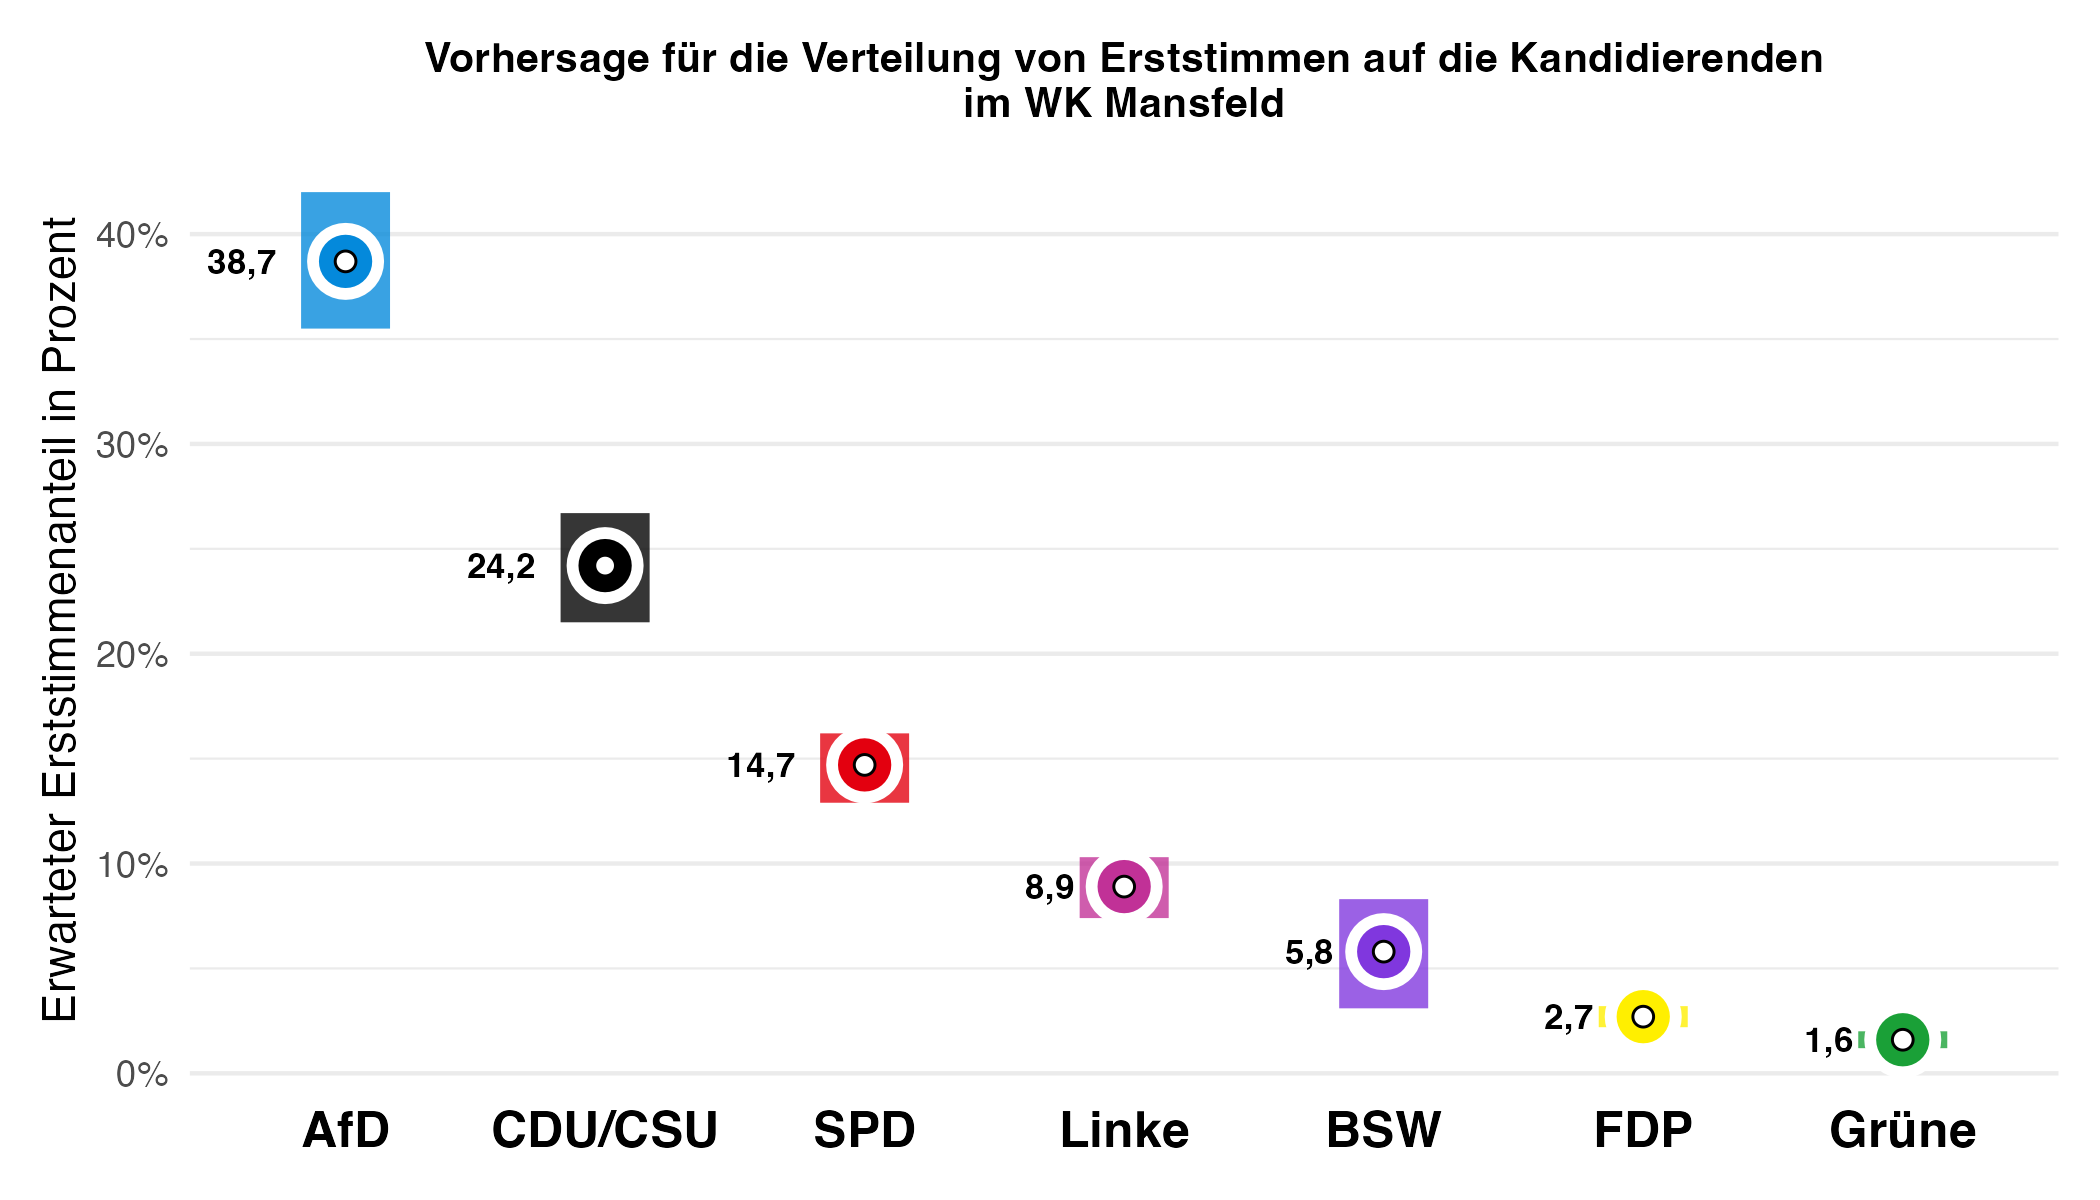 Vorhersage für die Verteilung von Erststimmen auf die Kandidierenden
im WK Mansfeld
Erwarteter Erststimmenanteil in Prozent
40%
30%
20%
10%
0%
38,7
24,2
14,7
8,9
5,8
2,7
1,6
AfD
CDU/CSU
SPD
Linke
BSW
FDP
Grüne